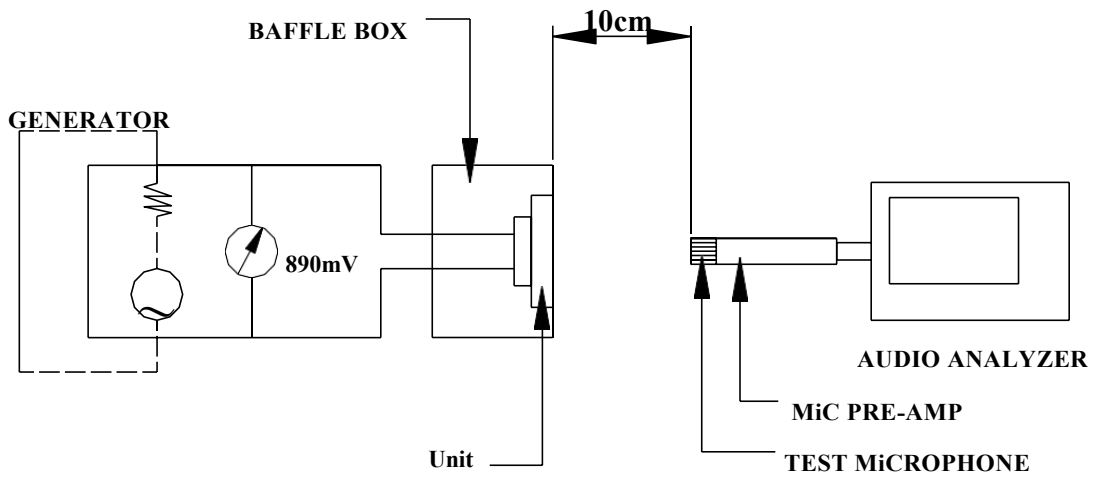 10cm
BAFFLE BOX
GENERATOR
890mV
AUDIO ANALYZER
MiC PRE-AMP
Unit
TEST MiCROPHONE